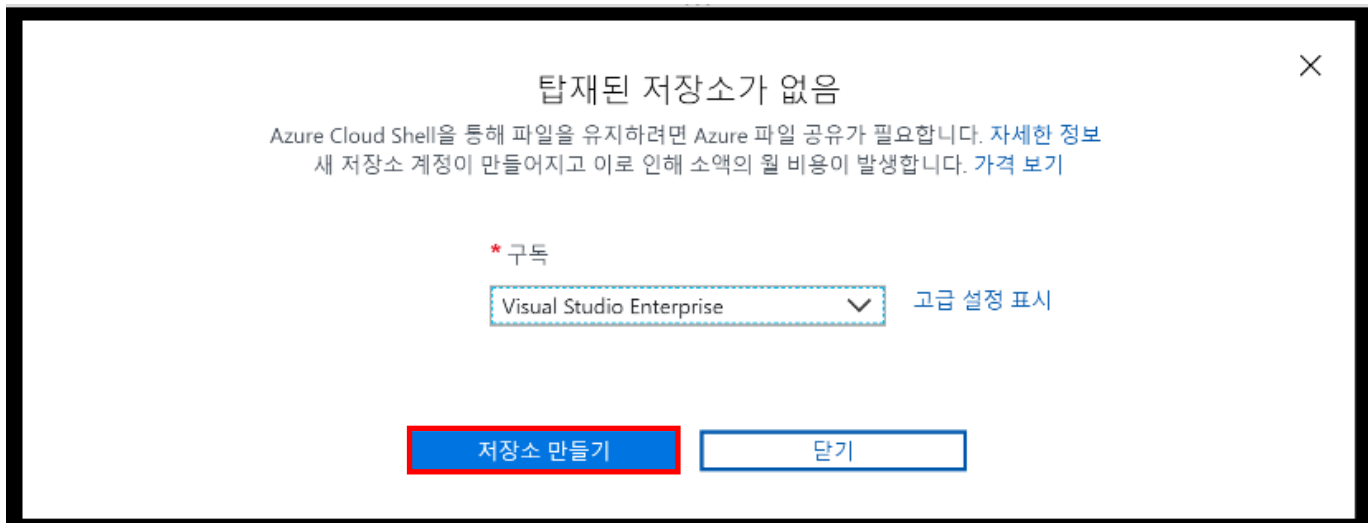 탑재된 저장소가 없음
Azure Cloud Shell을 통해 파일을 유지하려면 Azure 파일 공유가 필요합니다. 자세한 정보
새 저장소 계정이 만들어지고 이로 인해 소액의 월 비용이 발생합니다. 가격 보기
* 구독
Visual Studio Enterprise
고급 설정 표시
저장소 만들기
닫기